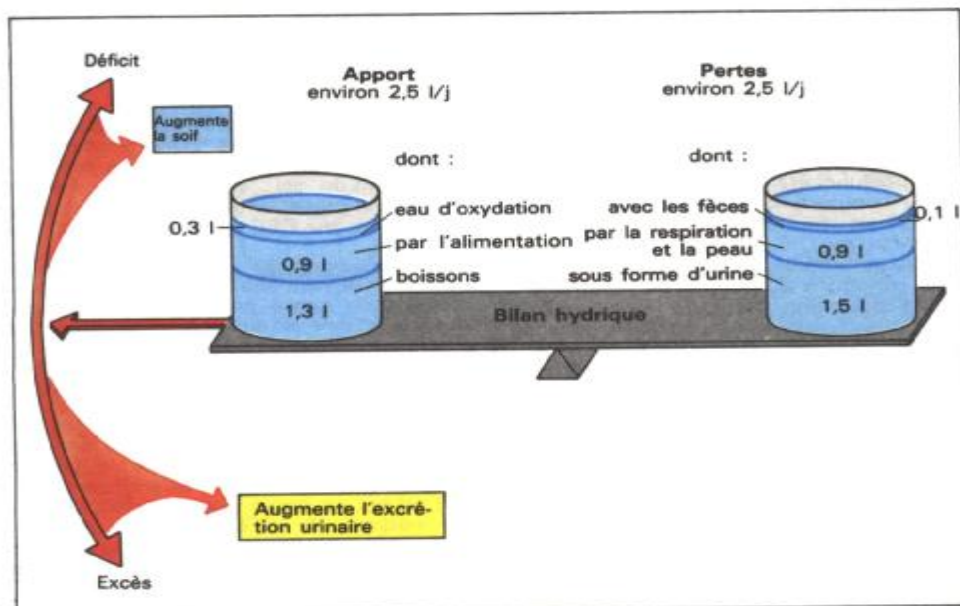 Déficit
Augmente
la soif
Apport
environ 2,5 l/j
Pertes
environ 2,5 l/j
dont :
dont :
0,3 l
eau d'oxydation
par l'alimentation
0,9 l
boissons
1,3 l
avec les fèces
0,1 l
par la respiration
et la peau
0,9 l
sous forme d'urine
1,5 l
Bilan hydrique
Augmente l'excré-
tion urinaire
Excès